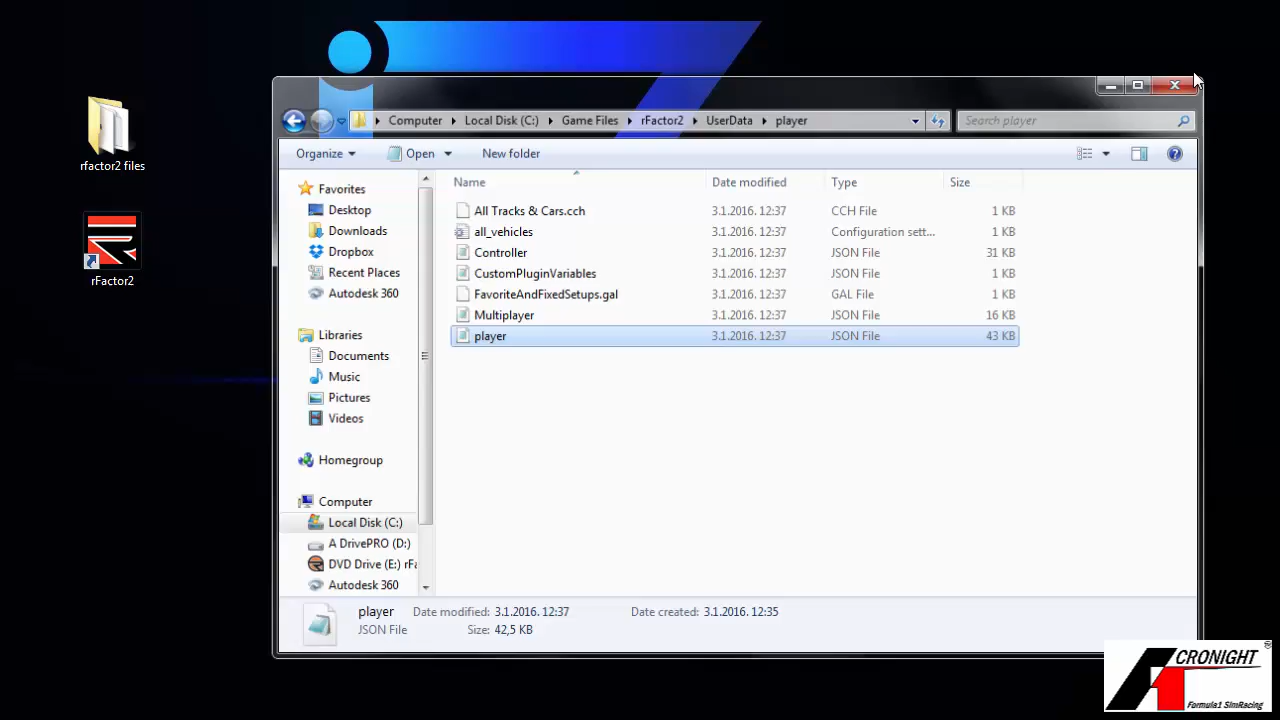 rfactor2 files
rFactor2
Computer Local Disk (C:) Game Files rFactor2 UserData player
Search player
Organize Open New folder
Favorites
Desktop
Downloads
Dropbox
Recent Places
Autodesk 360
Libraries
Documents
Music
Pictures
Videos
Homegroup
Computer
Local Disk (C:)
A DrivePRO (D:)
DVD Drive (E:) rFa
Autodesk 360
Name Date modified Type Size
All Tracks & Cars.cch 3.1.2016. 12:37 CCH File 1 KB
all_vehicles 3.1.2016. 12:37 Configuration sett... 1 KB
Controller 3.1.2016. 12:37 JSON File 31 KB
CustomPluginVariables 3.1.2016. 12:37 JSON File 1 KB
FavoriteAndFixedSetups.gal 3.1.2016. 12:37 GAL File 1 KB
Multiplayer 3.1.2016. 12:37 JSON File 16 KB
player 3.1.2016. 12:37 JSON File 43 KB
player Date modified: 3.1.2016. 12:37 Date created: 3.1.2016. 12:35
JSON File Size: 42,5 KB
CRONIGHT ®
Formula1 SimRacing